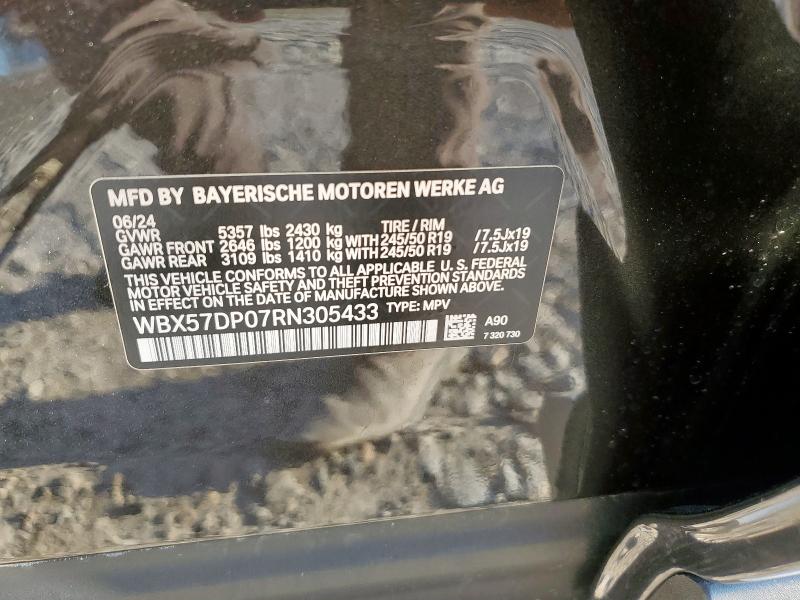 MFD BY BAYERISCHE MOTOREN WERKE AG
06/24
GVWR 5357 lbs 2430 kg TIRE / RIM
GAWR FRONT 2646 lbs 1200 kg WITH 245/50 R19 /7.5Jx19
GAWR REAR 3109 lbs 1410 kg WITH 245/50 R19 /7.5Jx19
THIS VEHICLE CONFORMS TO ALL APPLICABLE U. S. FEDERAL
MOTOR VEHICLE SAFETY AND THEFT PREVENTION STANDARDS
IN EFFECT ON THE DATE OF MANUFACTURE SHOWN ABOVE.
WBX57DP07RN305433 TYPE: MPV
A90
7 320 730